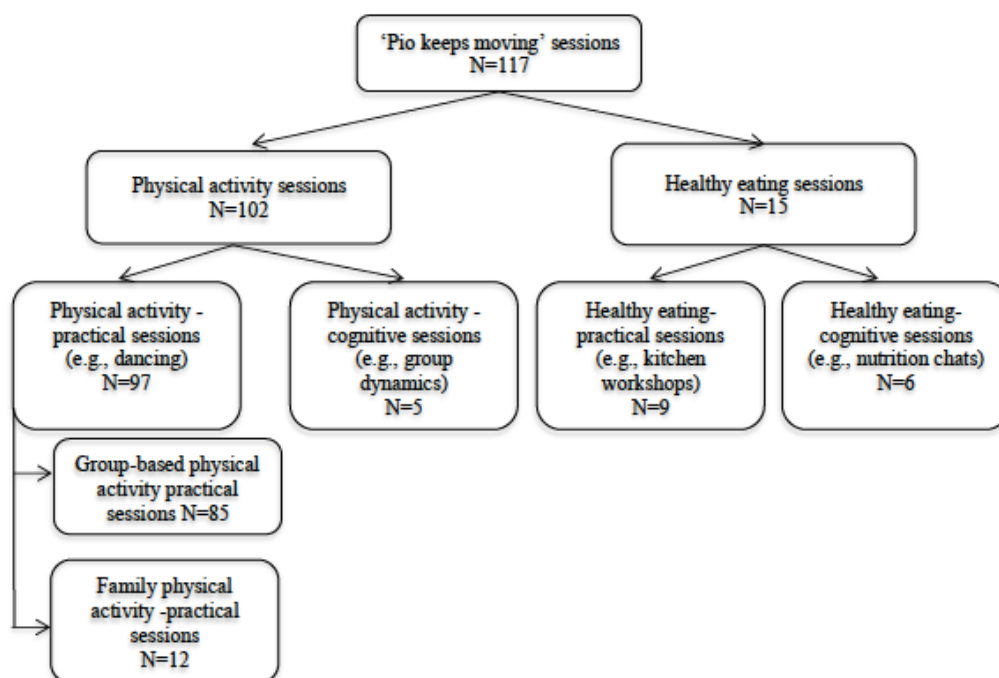 ‘Pio keeps moving’ sessions
N=117
Physical activity sessions
N=102
Healthy eating sessions
N=15
Physical activity -
practical sessions
(e.g., dancing)
N=97
Physical activity -
cognitive sessions
(e.g., group
dynamics)
N=5
Healthy eating-
practical sessions
(e.g., kitchen
workshops)
N=9
Healthy eating-
cognitive sessions
(e.g., nutrition chats)
N=6
Group-based physical
activity practical
sessions N=85
Family physical
activity -practical
sessions
N=12